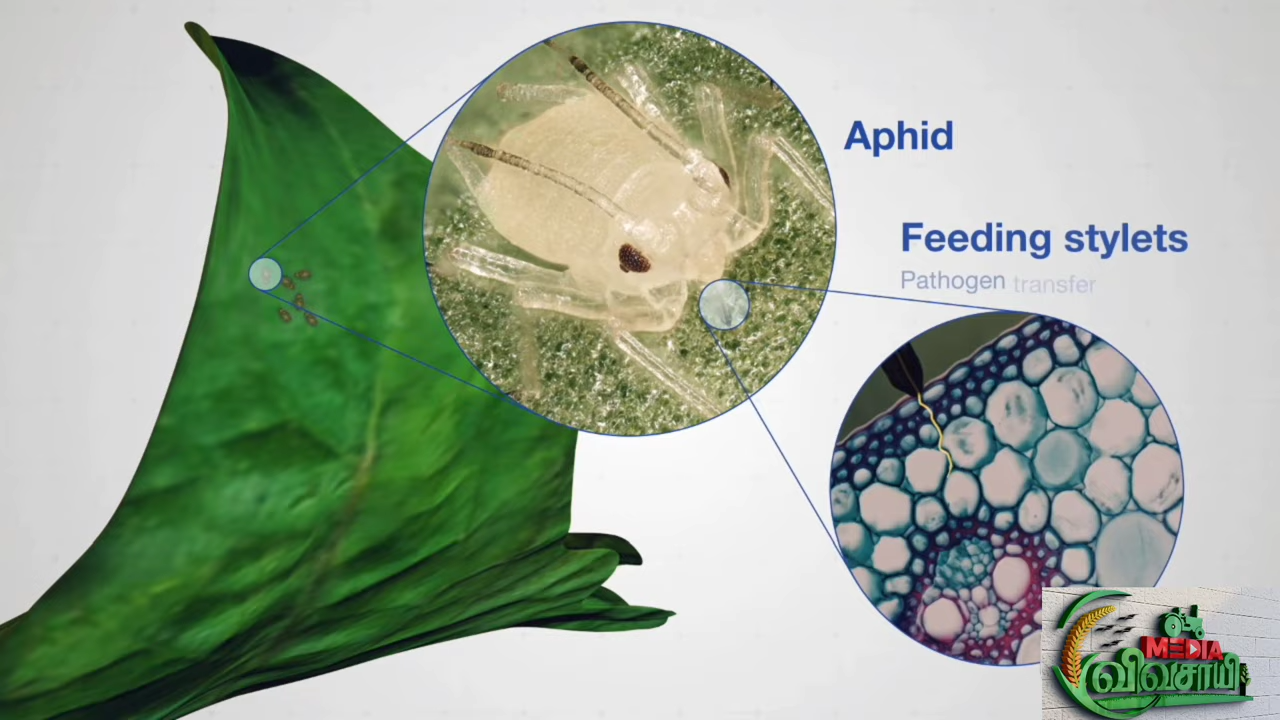 Aphid
Feeding stylets
Pathogen transfer
MEDIA
விவசாயி